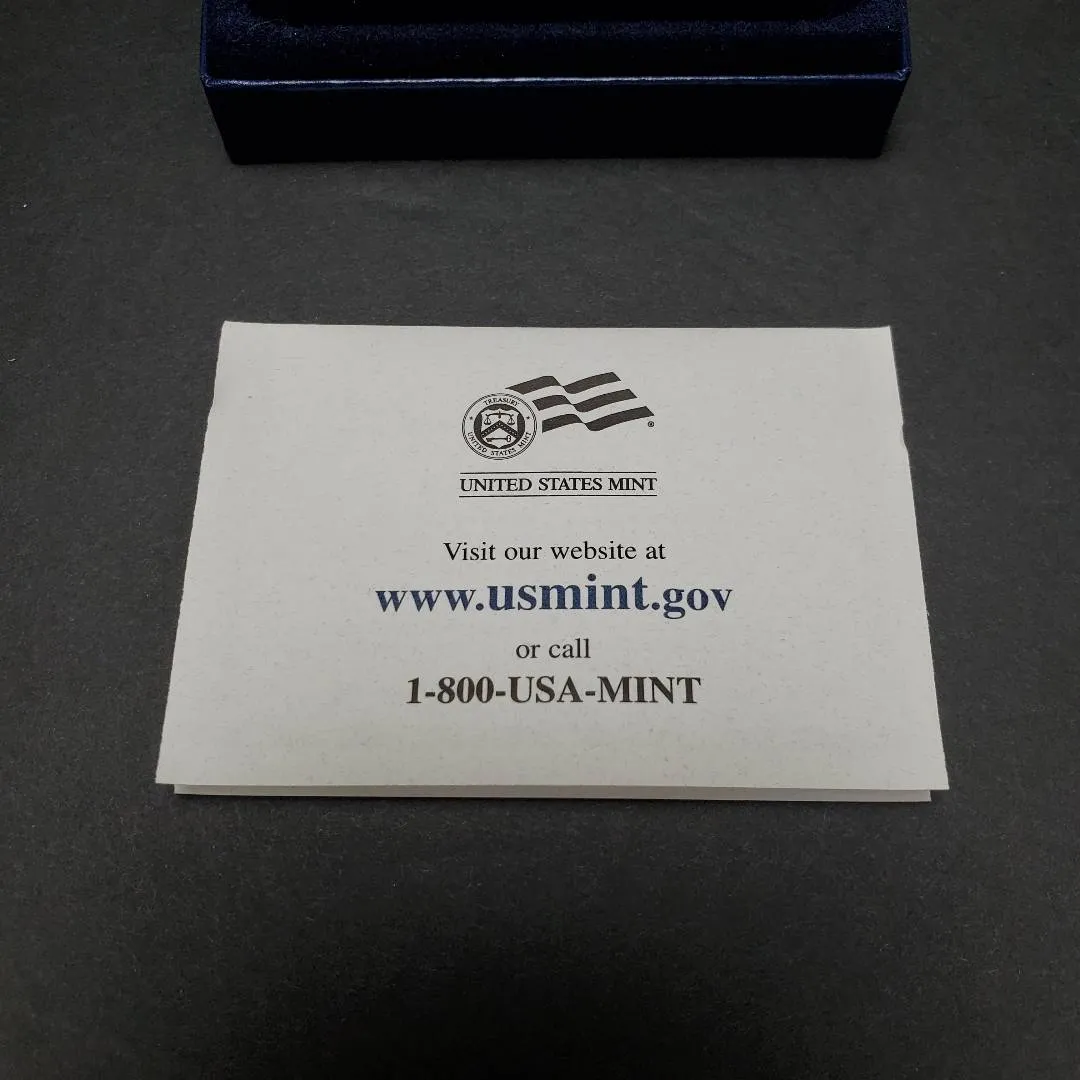 TREASURY
UNITED STATES MINT
®
UNITED STATES MINT
Visit our website at
www.usmint.gov
or call
1-800-USA-MINT